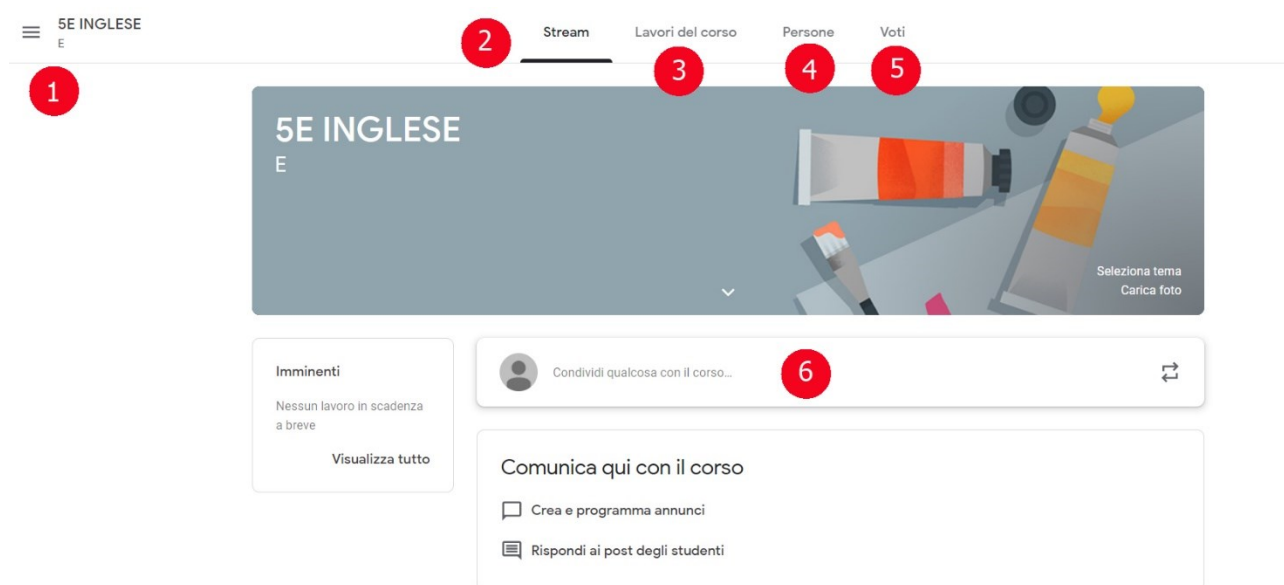 5E INGLESE
E
1
2
Stream
Lavori del corso
Persone
Voti
3
4
5
5E INGLESE
E
Seleziona tema
Carica foto
Imminenti
Nessun lavoro in scadenza
a breve
Visualizza tutto
Condividi qualcosa con il corso...
6
Comunica qui con il corso
Crea e programma annunci
Rispondi ai post degli studenti